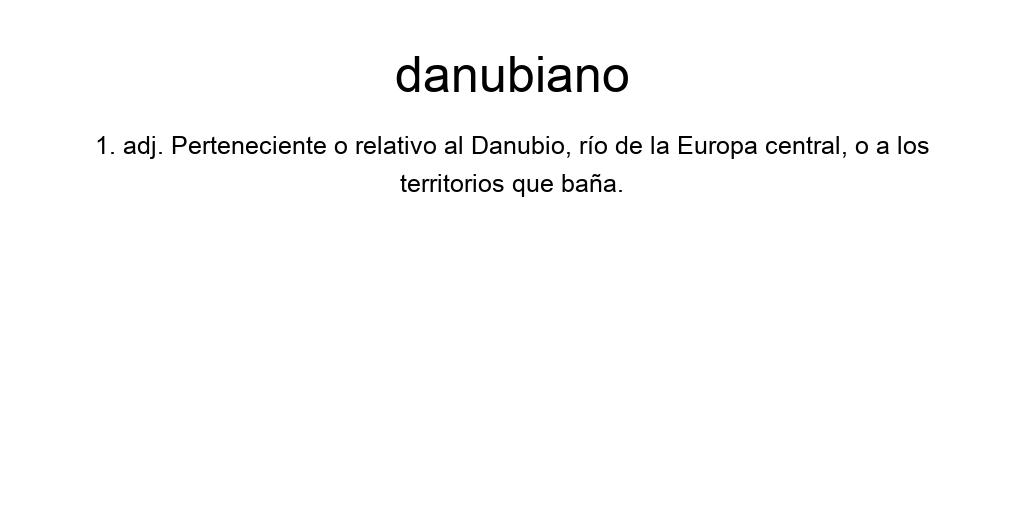 danubiano
1. adj. Perteneciente o relativo al Danubio, río de la Europa central, o a los
territorios que baña.